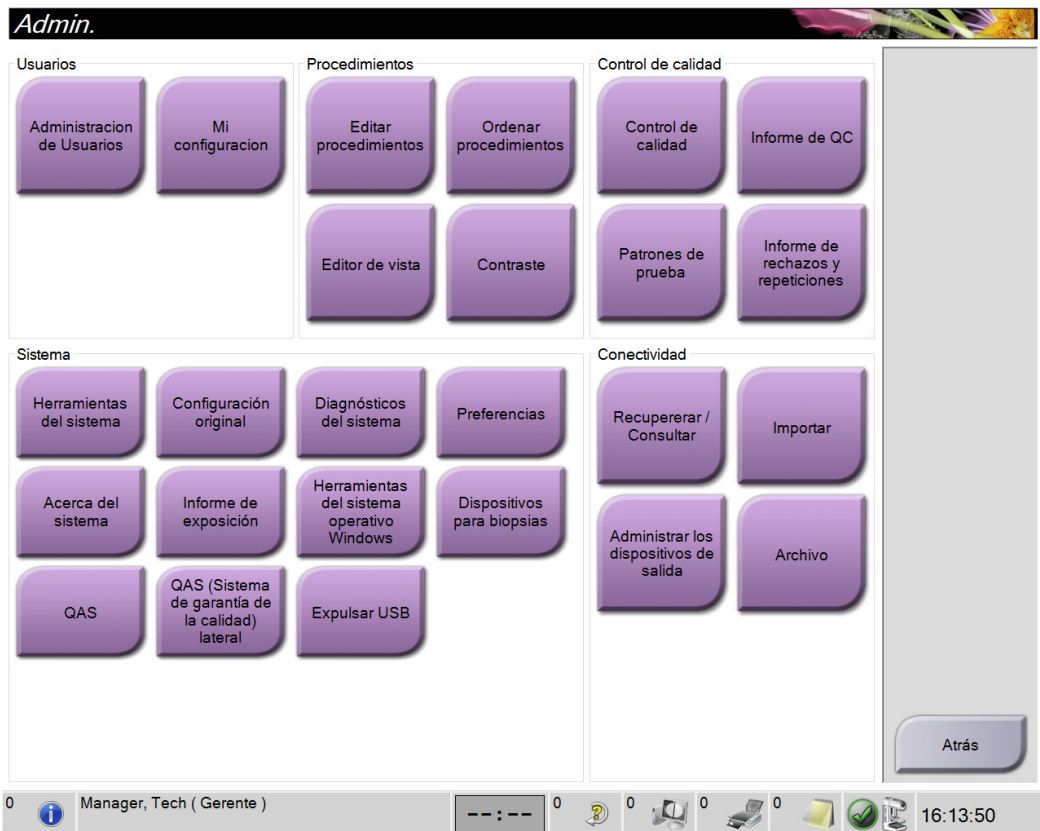 Admin.
Usuarios
Administracion
de Usuarios
Mi
configuracion
Procedimientos
Editar
procedimientos
Ordenar
procedimientos
Editor de vista
Contraste
Control de calidad
Control de
calidad
Informe de QC
Patrones de
prueba
Informe de
rechazos y
repeticiones
Sistema
Herramientas
del sistema
Configuración
original
Diagnósticos
del sistema
Preferencias
Acerca del
sistema
Informe de
exposición
Herramientas
del sistema
operativo
Windows
Dispositivos
para biopsias
QAS
QAS (Sistema
de garantía de
la calidad)
lateral
Expulsar USB
Conectividad
Recupererar /
Consultar
Importar
Administrar los
dispositivos de
salida
Archivo
Atrás
0
Manager, Tech ( Gerente )
--:--
0
0
0
0
16:13:50